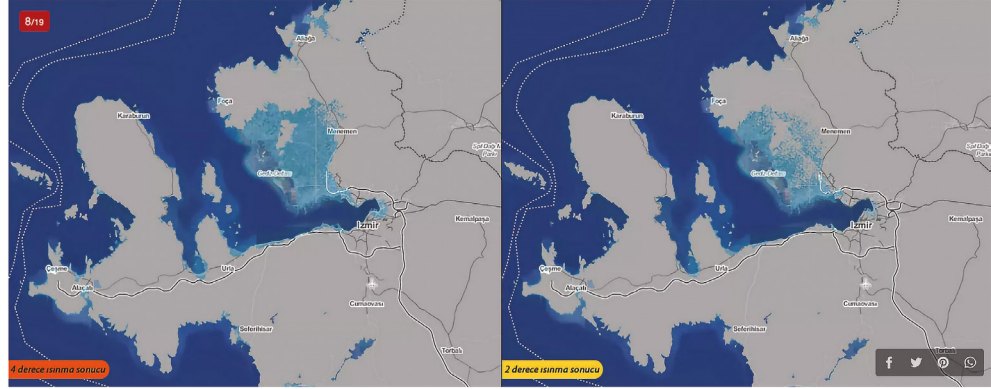 8/19
Aliağa
Foça
Karaburun
Menemen
Gediz Deltası
İzmir
Kemalpaşa
Çeşme
Alaçatı
Urla
Cumaovası
Seferihisar
Torbalı
4 derece ısınma sonucu
Aliağa
Foça
Karaburun
Menemen
Gediz Deltası
İzmir
Kemalpaşa
Çeşme
Alaçatı
Urla
Cumaovası
Seferihisar
Torbalı
2 derece ısınma sonucu